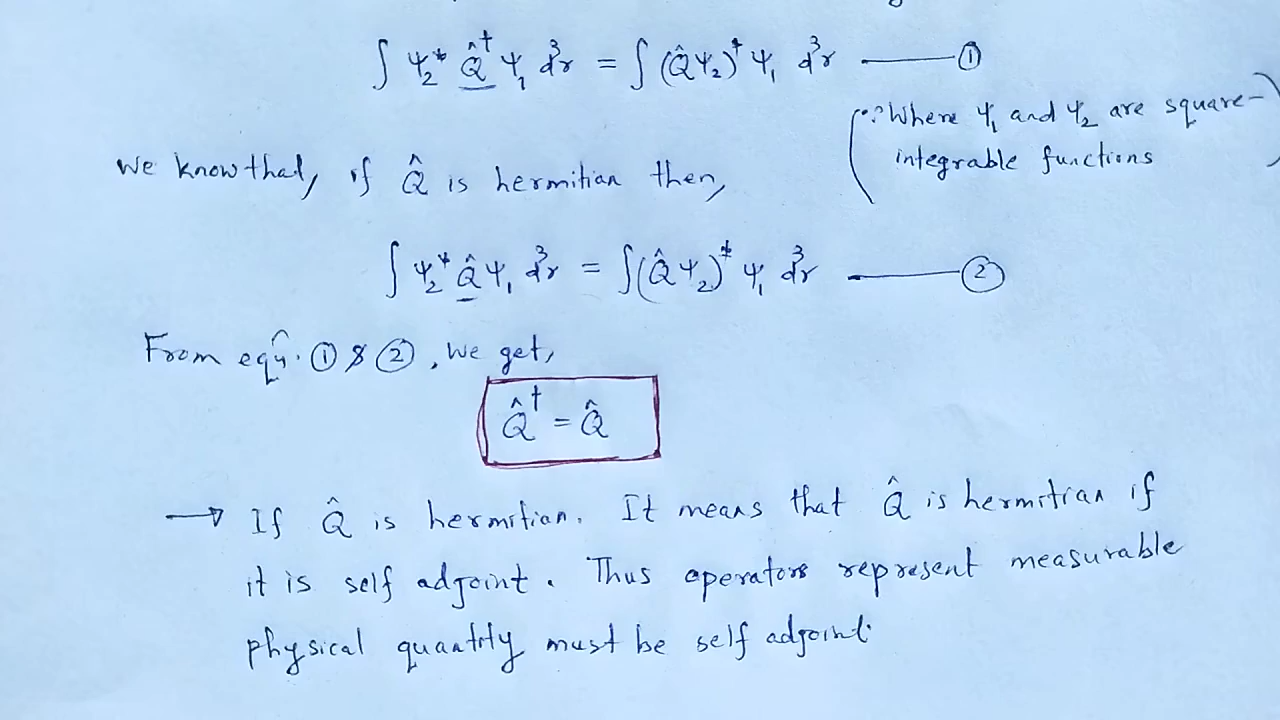 ∫ Ψ₂* Q̂† Ψ₁ d³r = ∫ (Q̂Ψ₂)* Ψ₁ d³r —— ①
(∵ Where Ψ₁ and Ψ₂ are square-
integrable functions)
We know that, if Q̂ is hermitian then,
∫ Ψ₂* Q̂ Ψ₁ d³r = ∫ (Q̂Ψ₂)* Ψ₁ d³r —— ②
From eqn. ① & ②, we get,
Q̂† = Q̂
→ If Q̂ is hermitian. It means that Q̂ is hermitian if
it is self adjoint. Thus operators represent measurable
physical quantity must be self adjoint.